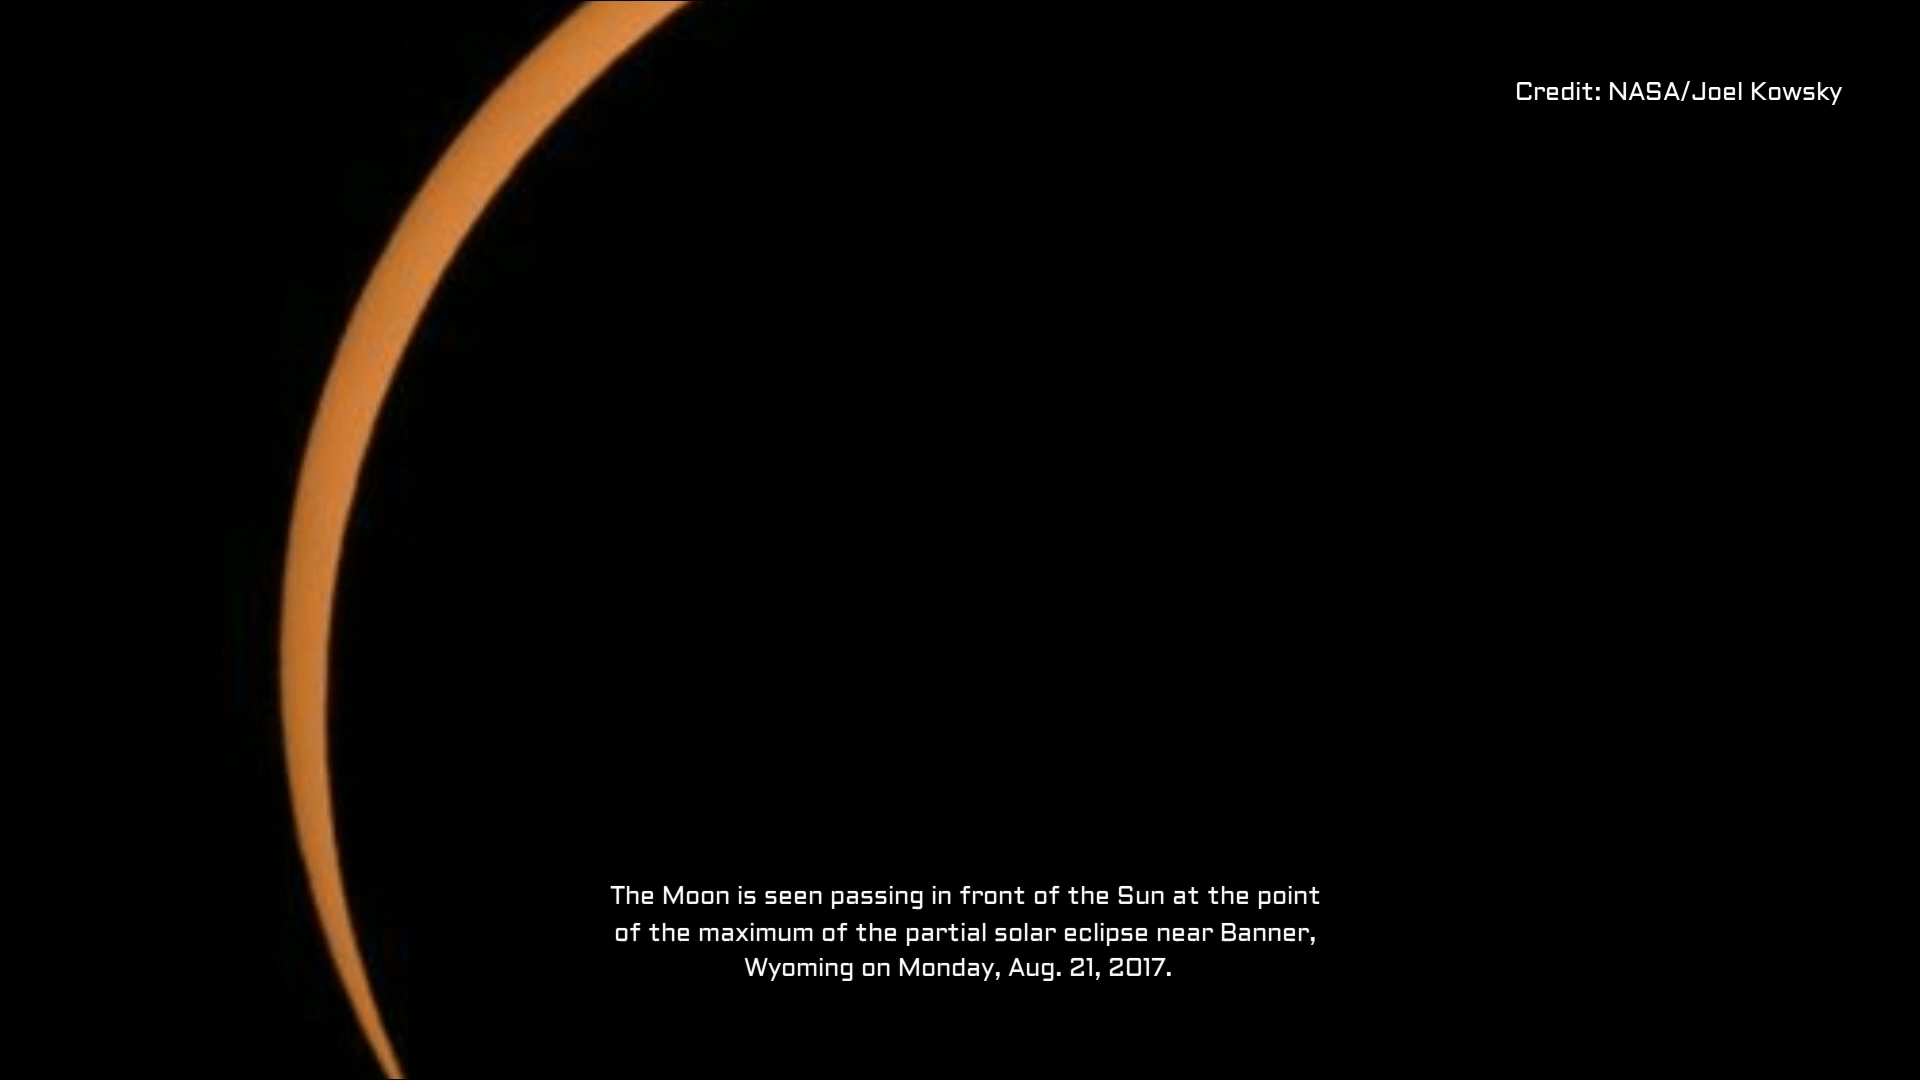 Credit: NASA/Joel Kowsky
The Moon is seen passing in front of the Sun at the point
of the maximum of the partial solar eclipse near Banner,
Wyoming on Monday, Aug. 21, 2017.